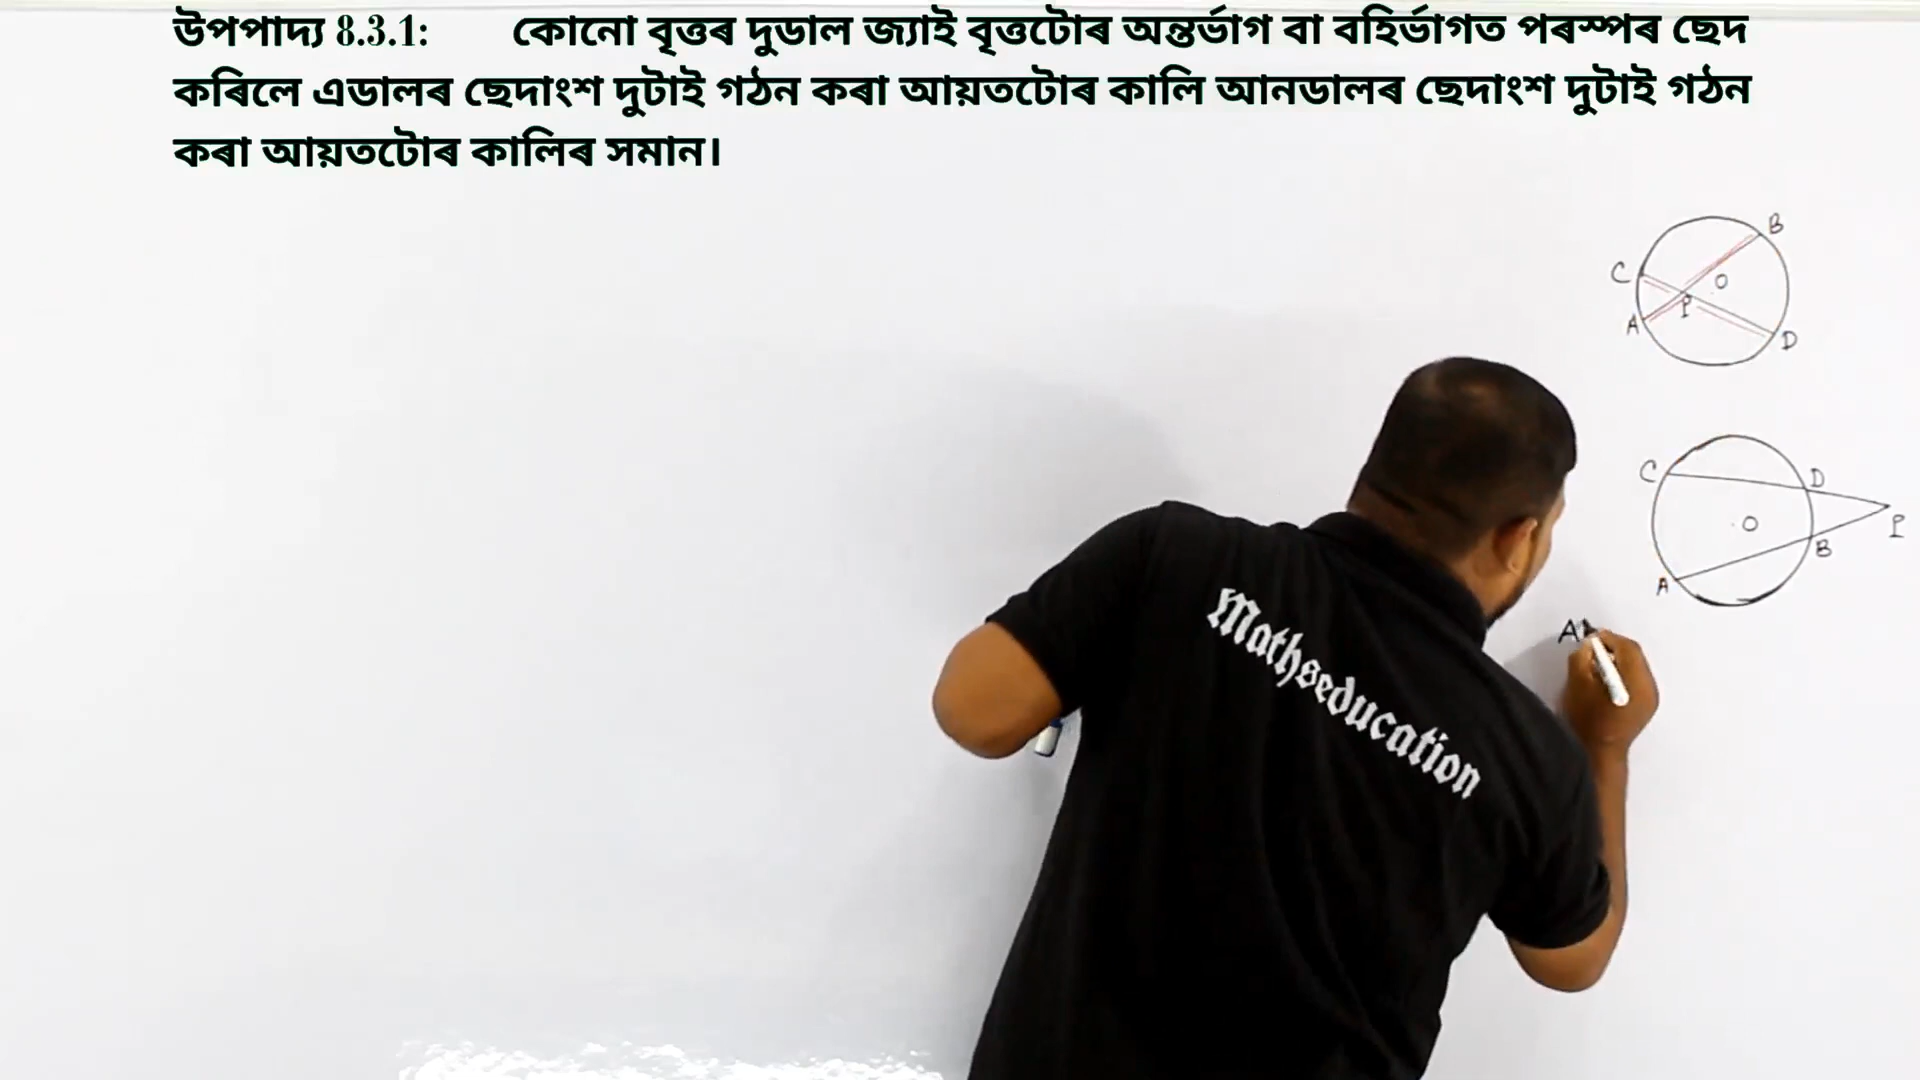 উপপাদ্য 8.3.1: কোনো বৃত্তৰ দুডাল জ্যাই বৃত্তটোৰ অন্তৰ্ভাগ বা বহিৰ্ভাগত পৰস্পৰ ছেদ
কৰিলে এডালৰ ছেদাংশ দুটাই গঠন কৰা আয়তটোৰ কালি আনডালৰ ছেদাংশ দুটাই গঠন
কৰা আয়তটোৰ কালিৰ সমান।
B
C
O
P
A
D
C
D
P
O
B
A
A
Mathseducation